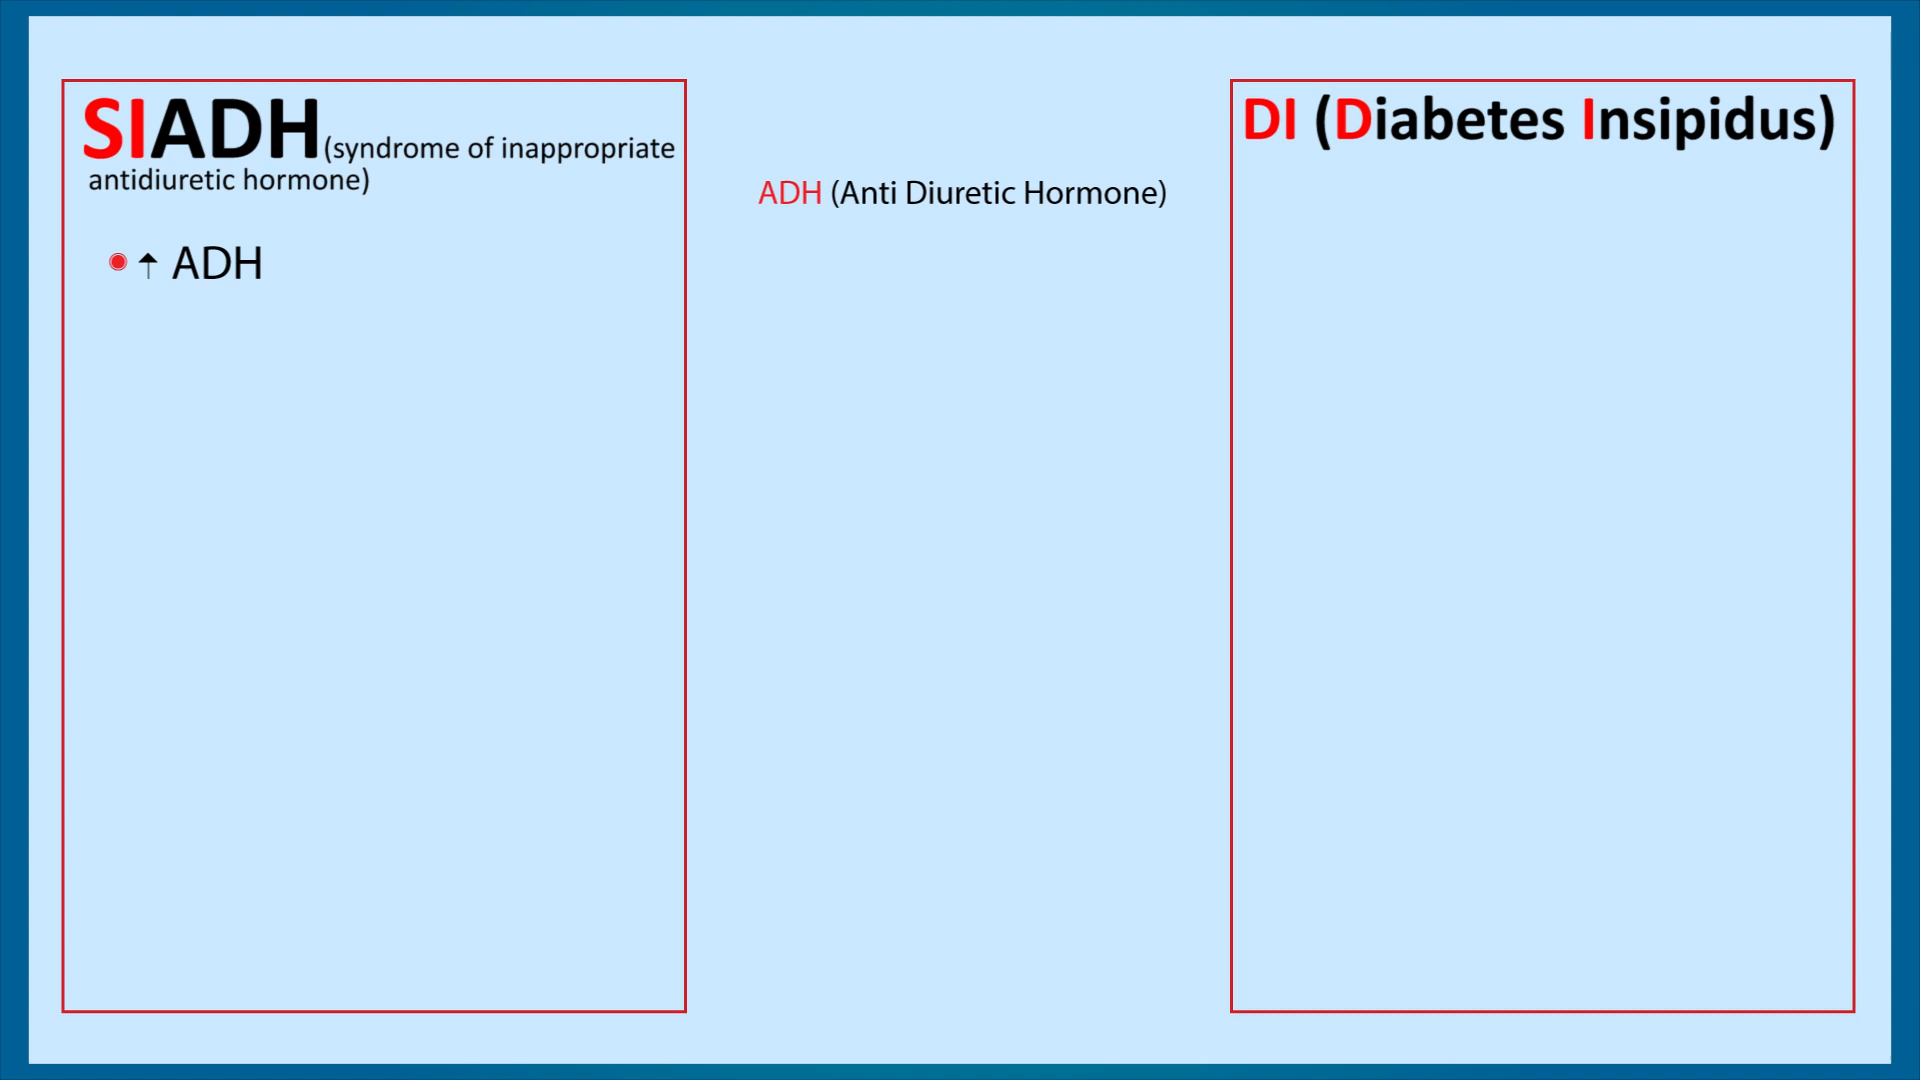 SIADH (syndrome of inappropriate
antidiuretic hormone)
↑ ADH
ADH (Anti Diuretic Hormone)
DI (Diabetes Insipidus)